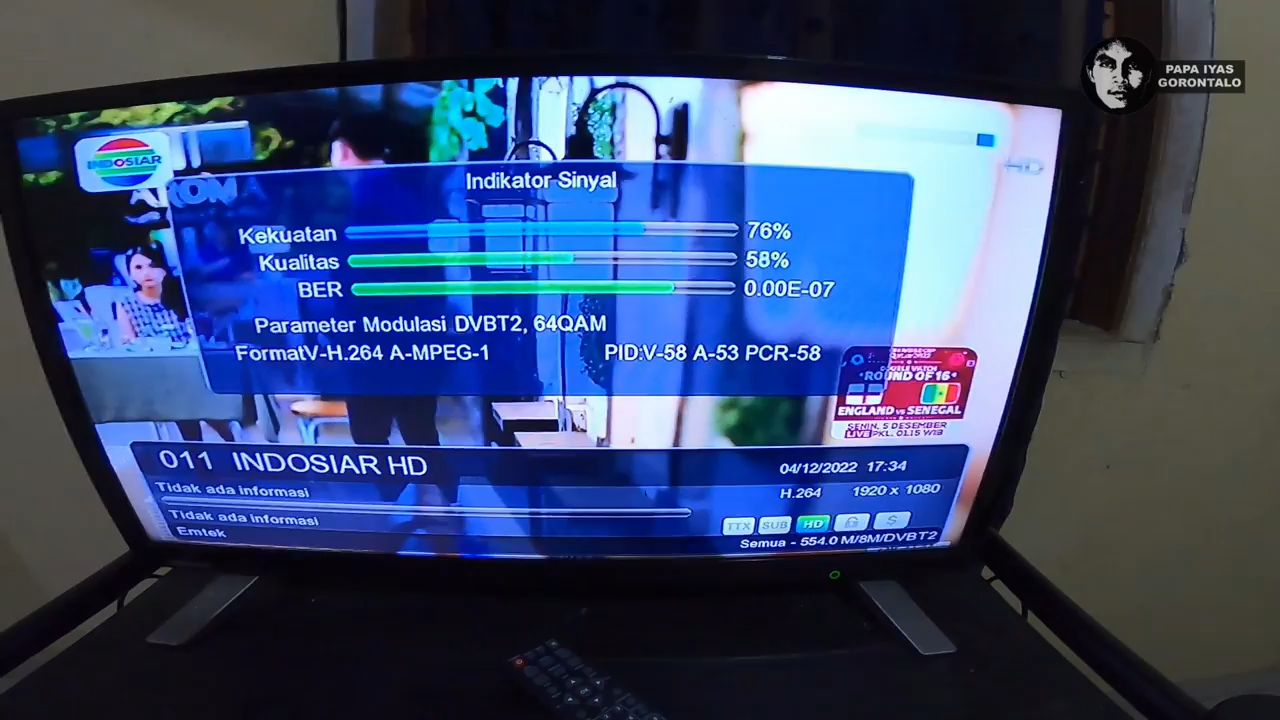 PAPA IYAS
GORONTALO
INDOSIAR
AKOMA
Indikator Sinyal
Kekuatan 76%
Kualitas 58%
BER 0.00E-07
Parameter Modulasi DVBT2, 64QAM
FormatV-H.264 A-MPEG-1 PID:V-58 A-53 PCR-58
ROUND OF 16
ENGLAND vs SENEGAL
SENIN, 5 DESEMBER
LIVE PKL. 01.15 WIB
011 INDOSIAR HD
04/12/2022 17:34
Tidak ada informasi
H.264 1920 x 1080
Tidak ada informasi
TTX SUB HD $
Emtek
Semua - 554.0 M/8M/DVBT2